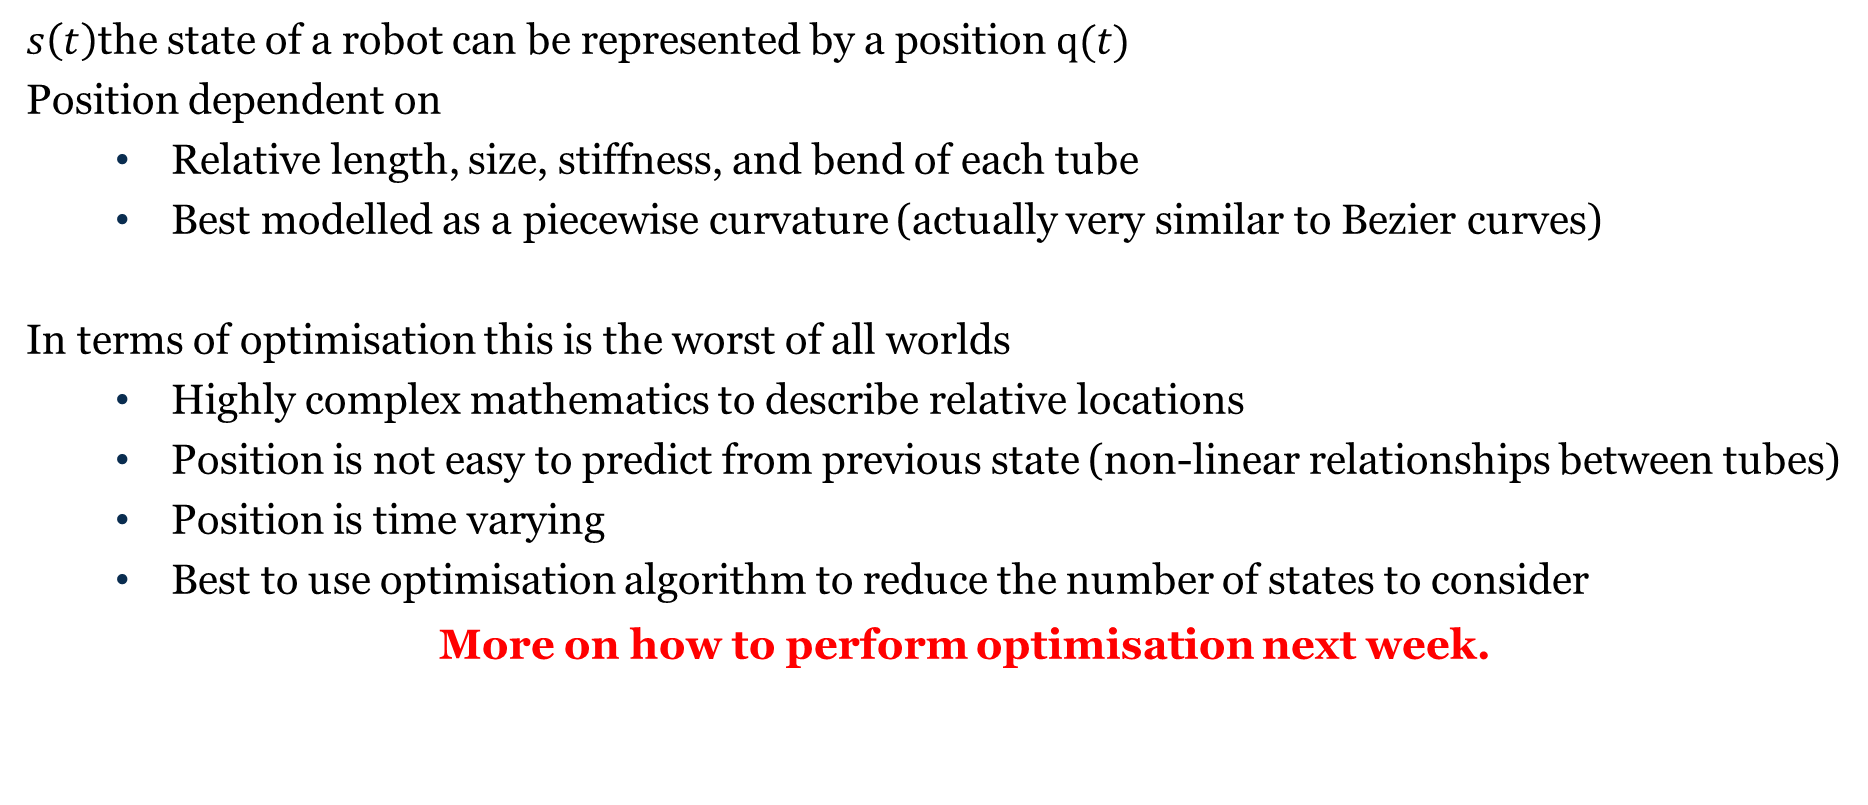 s(t)the state of a robot can be represented by a position q(t)
Position dependent on
• Relative length, size, stiffness, and bend of each tube
• Best modelled as a piecewise curvature (actually very similar to Bezier curves)
In terms of optimisation this is the worst of all worlds
• Highly complex mathematics to describe relative locations
• Position is not easy to predict from previous state (non-linear relationships between tubes)
• Position is time varying
• Best to use optimisation algorithm to reduce the number of states to consider
More on how to perform optimisation next week.